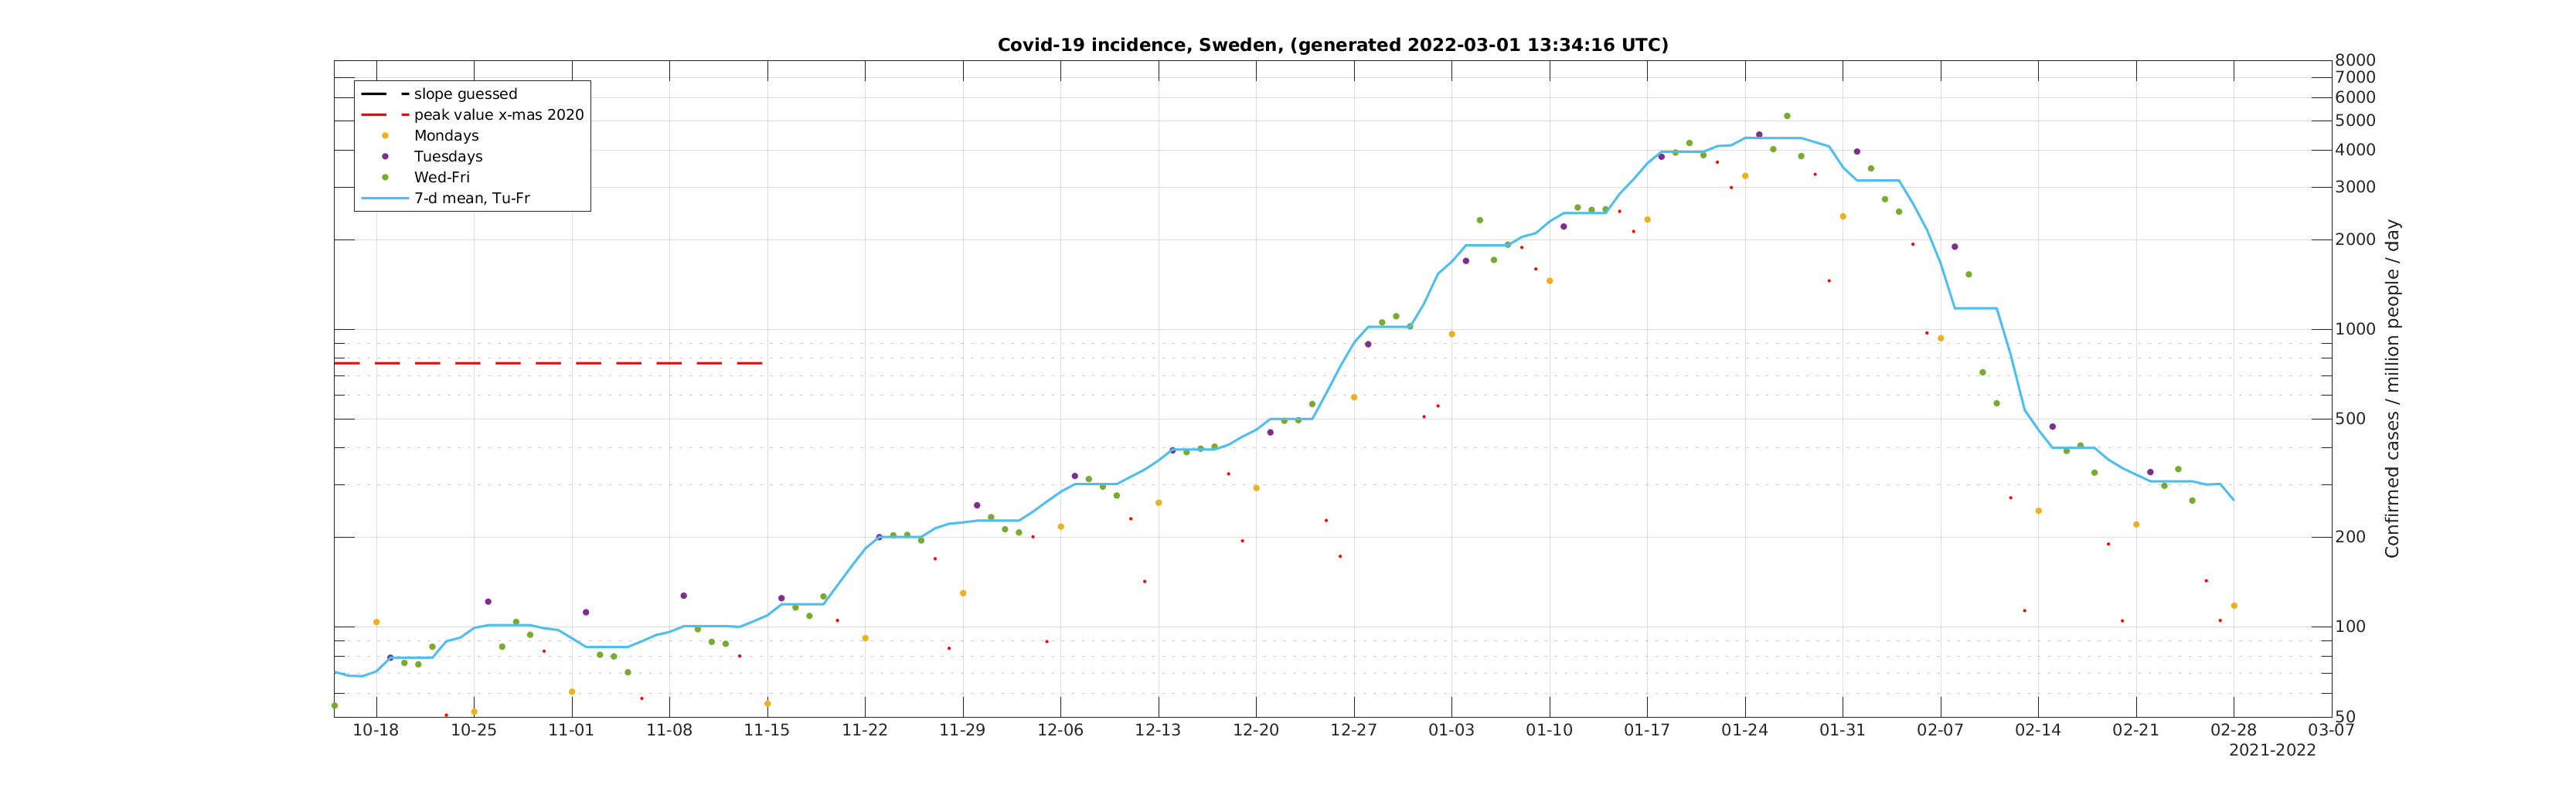 Covid-19 incidence, Sweden, (generated 2022-03-01 13:34:16 UTC)
slope guessed
peak value x-mas 2020
Mondays
Tuesdays
Wed-Fri
7-d mean, Tu-Fr
8000
7000
6000
5000
4000
3000
2000
1000
500
200
100
50
Confirmed cases / million people / day
10-18 10-25 11-01 11-08 11-15 11-22 11-29 12-06 12-13 12-20 12-27 01-03 01-10 01-17 01-24 01-31 02-07 02-14 02-21 02-28 03-07
2021-2022